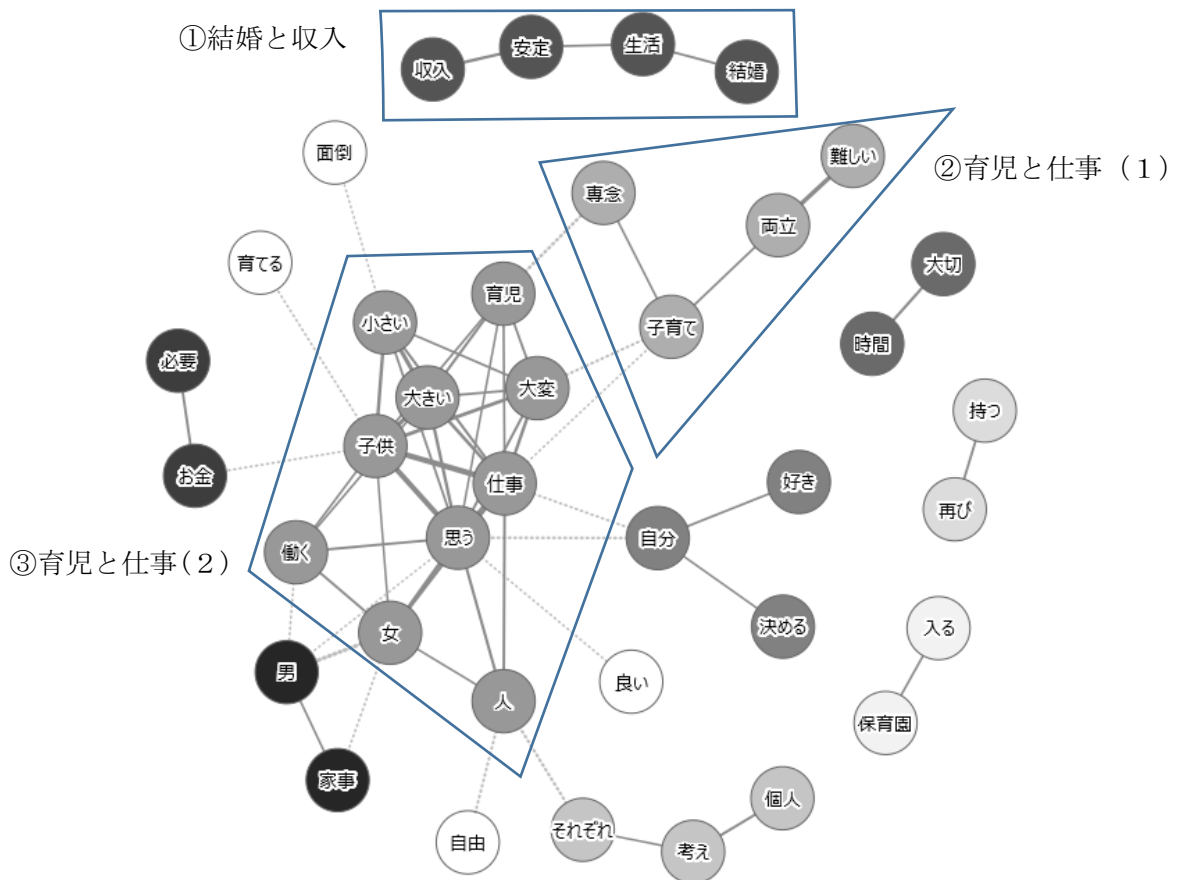 ①結婚と収入
収入
安定
生活
結婚
面倒
専念
難しい
②育児と仕事（１）
両立
育てる
大切
育児
小さい
子育て
時間
必要
大変
大きい
持つ
子供
お金
仕事
好き
再び
自分
思う
働く
③育児と仕事(２)
決める
入る
女
男
良い
人
保育園
家事
個人
それぞれ
自由
考え